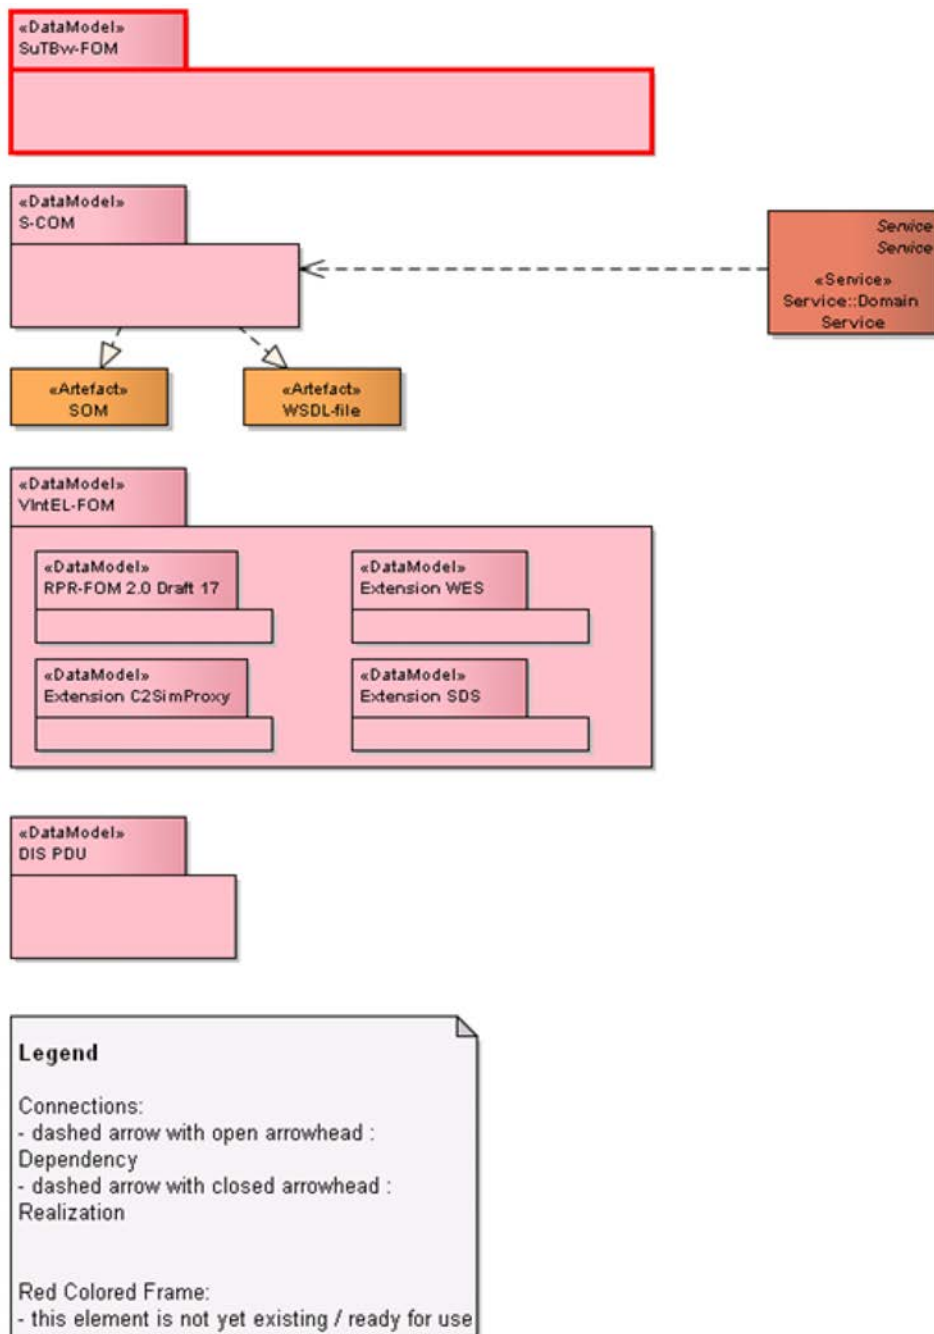 «DataModel»
SuTBw-FOM
«DataModel»
S-COM
Service
Service
«Service»
Service::Domain
Service
«Artefact»
SOM
«Artefact»
WSDL-file
«DataModel»
VIntEL-FOM
«DataModel»
RPR-FOM 2.0 Draft 17
«DataModel»
Extension WES
«DataModel»
Extension C2SimProxy
«DataModel»
Extension SDS
«DataModel»
DIS PDU
Legend
Connections:
- dashed arrow with open arrowhead :
Dependency
- dashed arrow with closed arrowhead :
Realization
Red Colored Frame:
- this element is not yet existing / ready for use